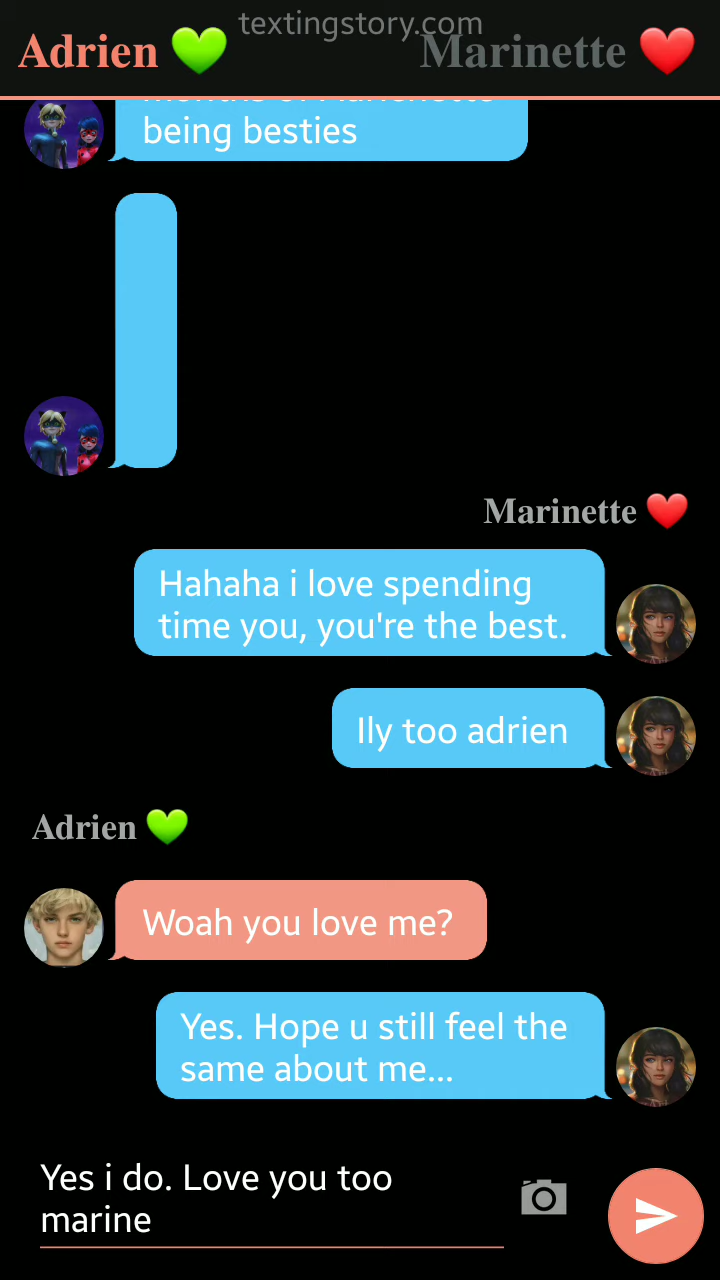 textingstory.com
Adrien 💚 Marinette ❤️
being besties
Marinette ❤️
Hahaha i love spending
time you, you're the best.
Ily too adrien
Adrien 💚
Woah you love me?
Yes. Hope u still feel the
same about me...
Yes i do. Love you too
marine